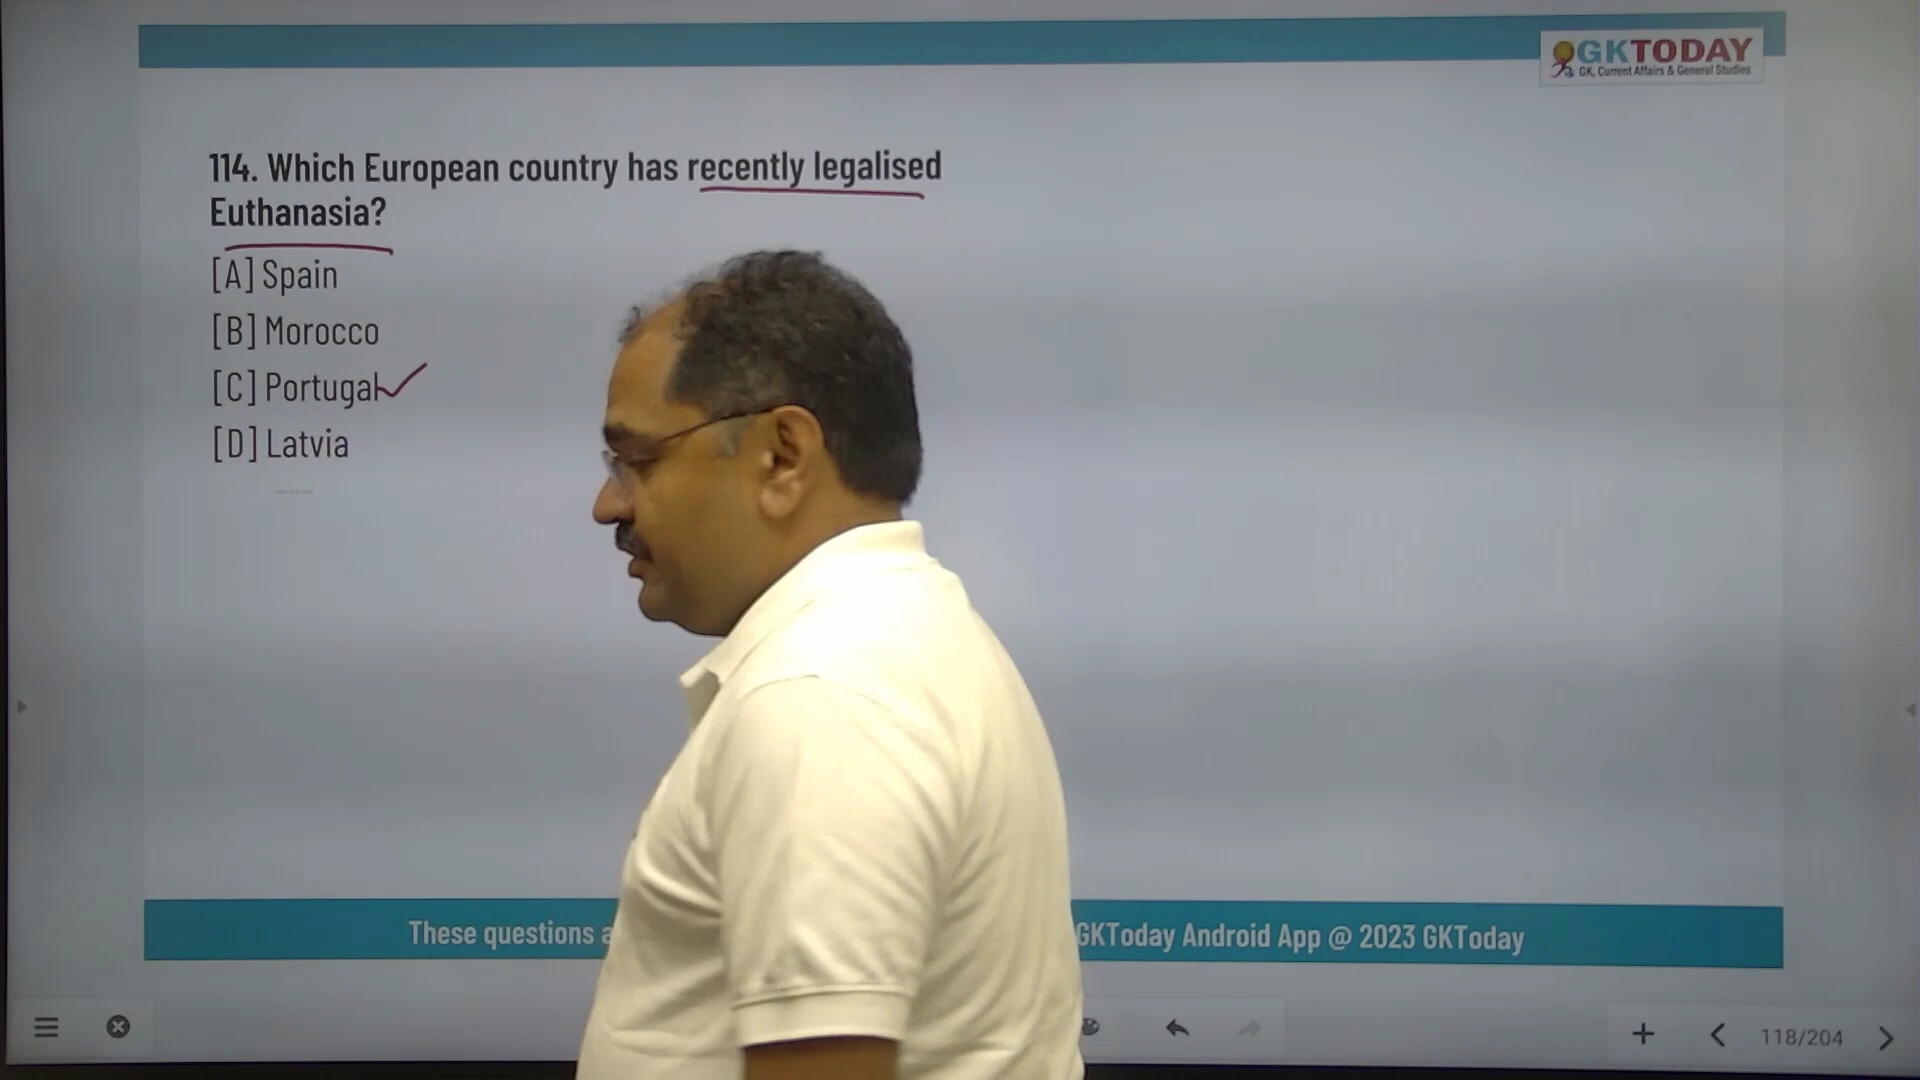 GKTODAY
GK, Current Affairs & General Studies
114. Which European country has recently legalised
Euthanasia?
[A] Spain
[B] Morocco
[C] Portugal
[D] Latvia
These questions a
GKToday Android App @ 2023 GKToday
118/204